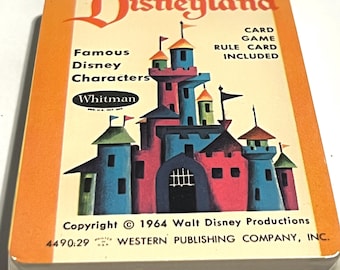 Disneyland
CARD
GAME
RULE CARD
INCLUDED
Famous
Disney
Characters
Whitman
Copyright © 1964 Walt Disney Productions
4490:29 WESTERN PUBLISHING COMPANY, INC.